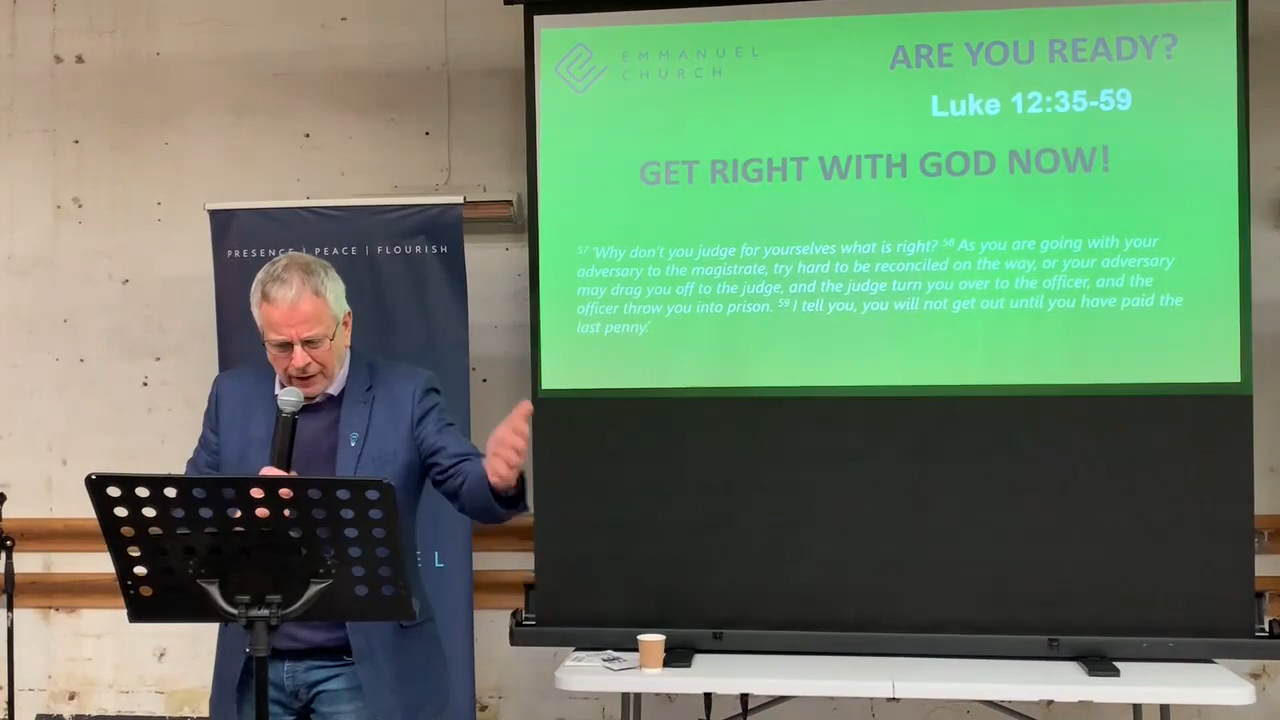 EMMANUEL
CHURCH
ARE YOU READY?
Luke 12:35-59
GET RIGHT WITH GOD NOW!
57 'Why don't you judge for yourselves what is right? 58 As you are going with your
adversary to the magistrate, try hard to be reconciled on the way, or your adversary
may drag you off to the judge, and the judge turn you over to the officer, and the
officer throw you into prison. 59 I tell you, you will not get out until you have paid the
last penny.'
PRESENCE | PEACE | FLOURISH
EL